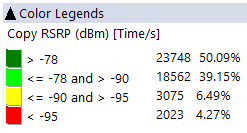 Color Legends
Copy RSRP (dBm) [Time/s]
> -78 23748 50.09%
<= -78 and > -90 18562 39.15%
<= -90 and > -95 3075 6.49%
< -95 2023 4.27%